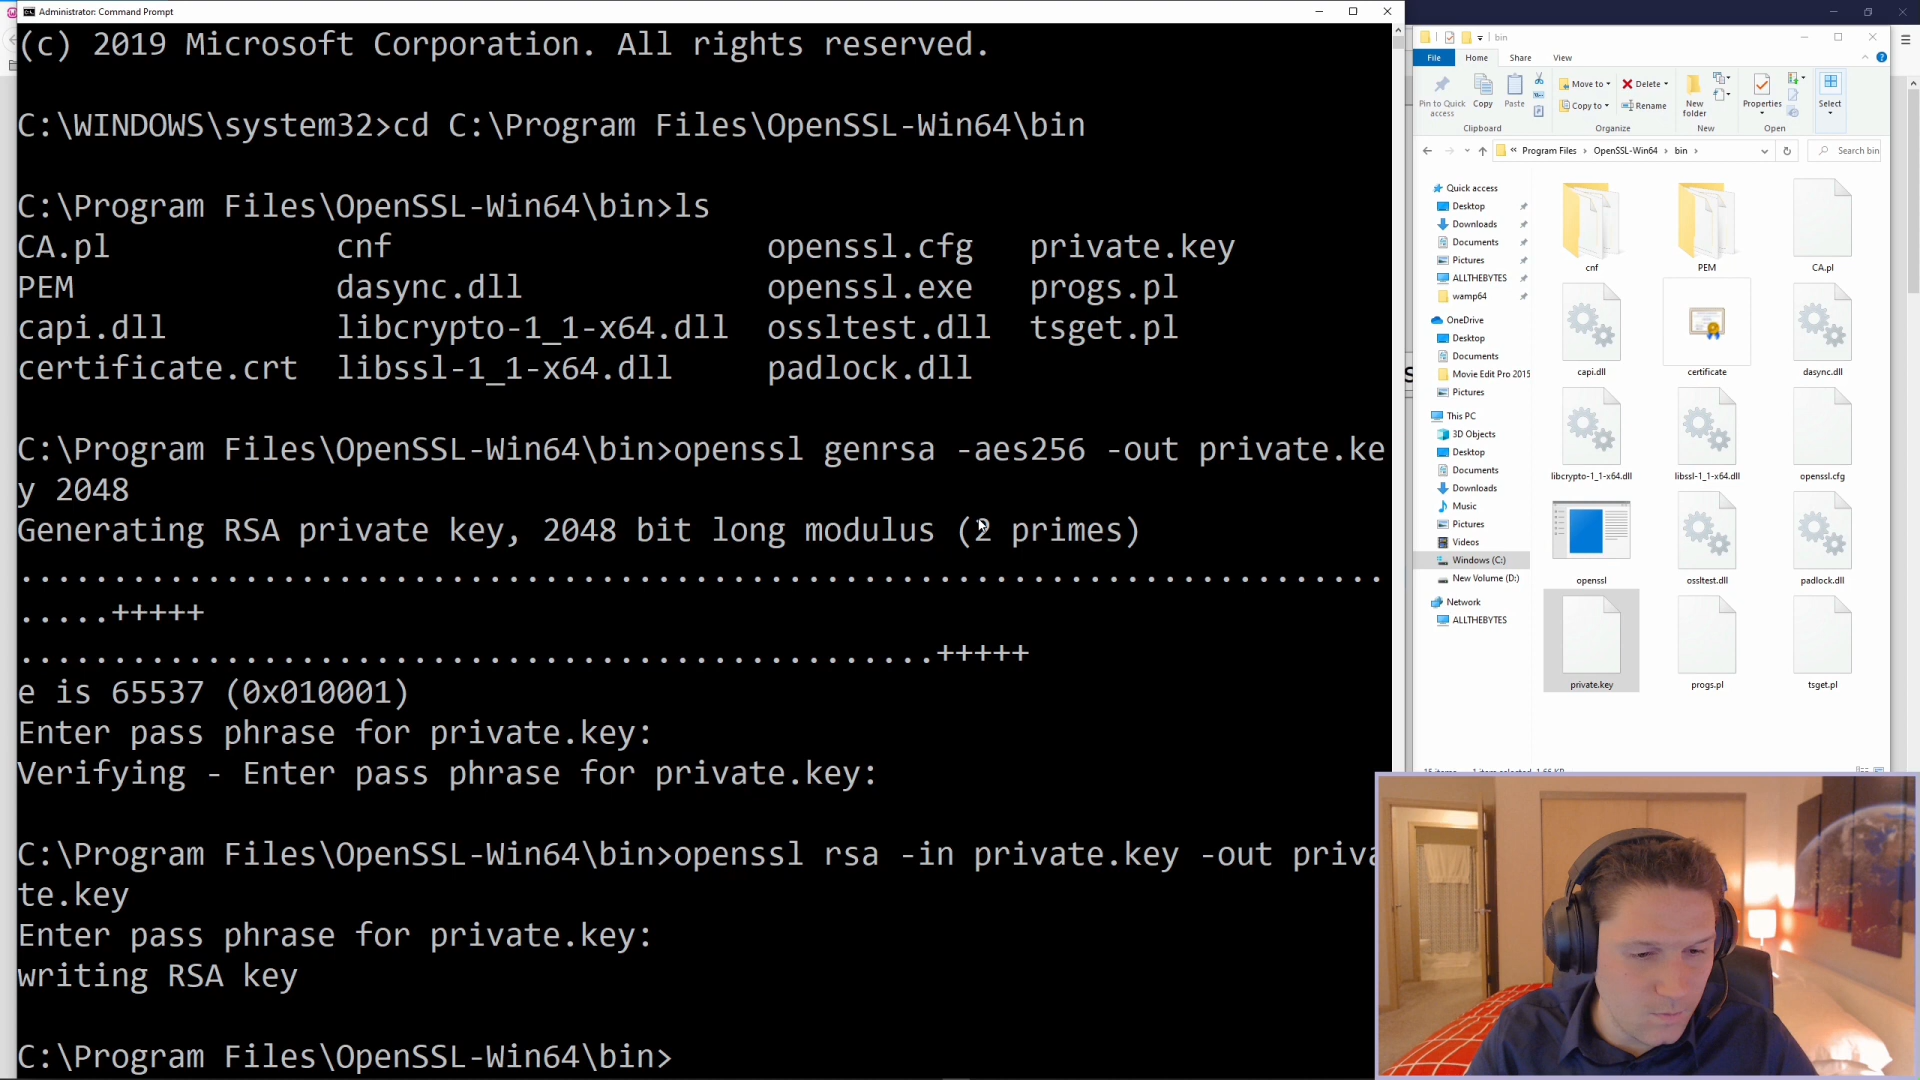 Administrator: Command Prompt
(c) 2019 Microsoft Corporation. All rights reserved.
C:\WINDOWS\system32>cd C:\Program Files\OpenSSL-Win64\bin
C:\Program Files\OpenSSL-Win64\bin>ls
CA.pl cnf openssl.cfg private.key
PEM dasync.dll openssl.exe progs.pl
capi.dll libcrypto-1_1-x64.dll ossltest.dll tsget.pl
certificate.crt libssl-1_1-x64.dll padlock.dll
C:\Program Files\OpenSSL-Win64\bin>openssl genrsa -aes256 -out private.ke
y 2048
Generating RSA private key, 2048 bit long modulus (2 primes)
.....+++++
.................................................+++++
e is 65537 (0x010001)
Enter pass phrase for private.key:
Verifying - Enter pass phrase for private.key:
C:\Program Files\OpenSSL-Win64\bin>openssl rsa -in private.key -out priva
te.key
Enter pass phrase for private.key:
writing RSA key
C:\Program Files\OpenSSL-Win64\bin>
bin
File Home Share View
Pin to Quick access
Copy
Paste
Move to
Copy to
Delete
Rename
New folder
Properties
Select
Clipboard Organize New Open
« Program Files > OpenSSL-Win64 > bin >
Search bin
Quick access
Desktop
Downloads
Documents
Pictures
ALLTHEBYTES
wamp64
OneDrive
Desktop
Documents
Movie Edit Pro 2015
Pictures
This PC
3D Objects
Desktop
Documents
Downloads
Music
Pictures
Videos
Windows (C:)
New Volume (D:)
Network
ALLTHEBYTES
cnf PEM CA.pl
capi.dll certificate dasync.dll
libcrypto-1_1-x64.dll libssl-1_1-x64.dll openssl.cfg
openssl ossltest.dll padlock.dll
private.key progs.pl tsget.pl